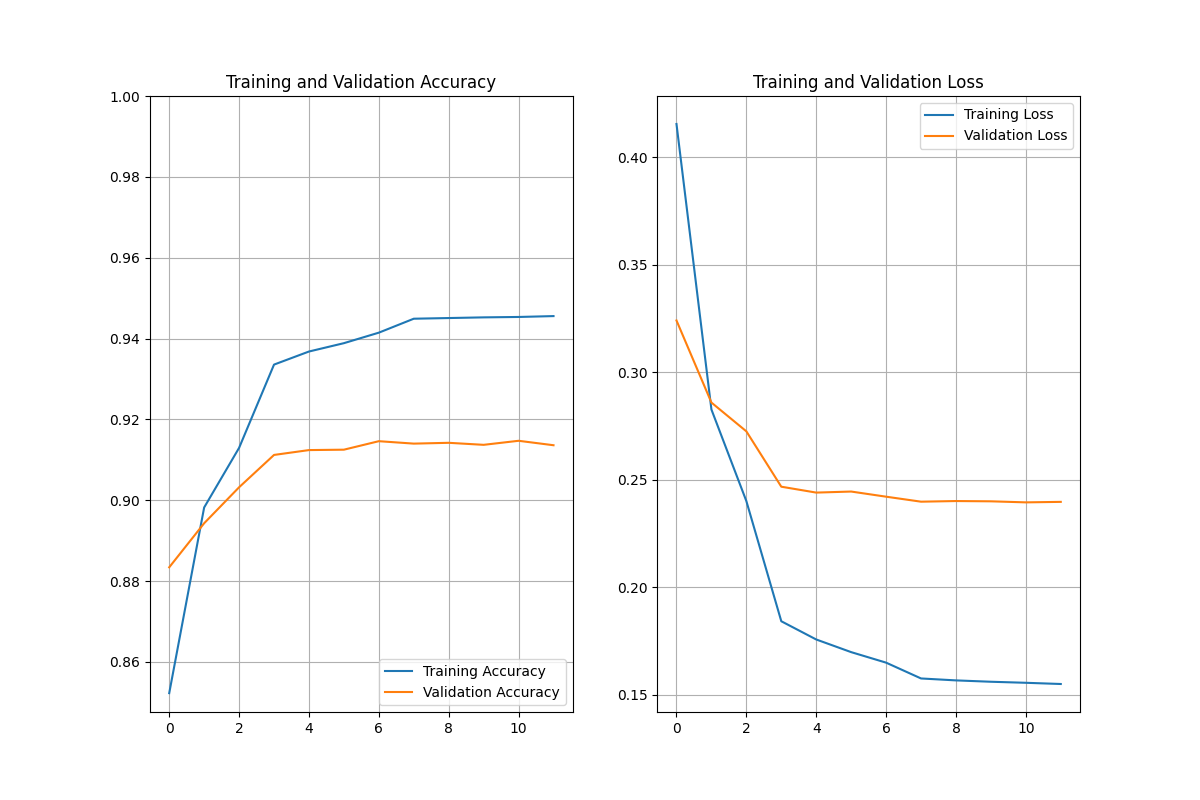 Training and Validation Accuracy
1.00
0.98
0.96
0.94
0.92
0.90
0.88
0.86
Training Accuracy
Validation Accuracy
0 2 4 6 8 10
Training and Validation Loss
Training Loss
Validation Loss
0.40
0.35
0.30
0.25
0.20
0.15
0 2 4 6 8 10